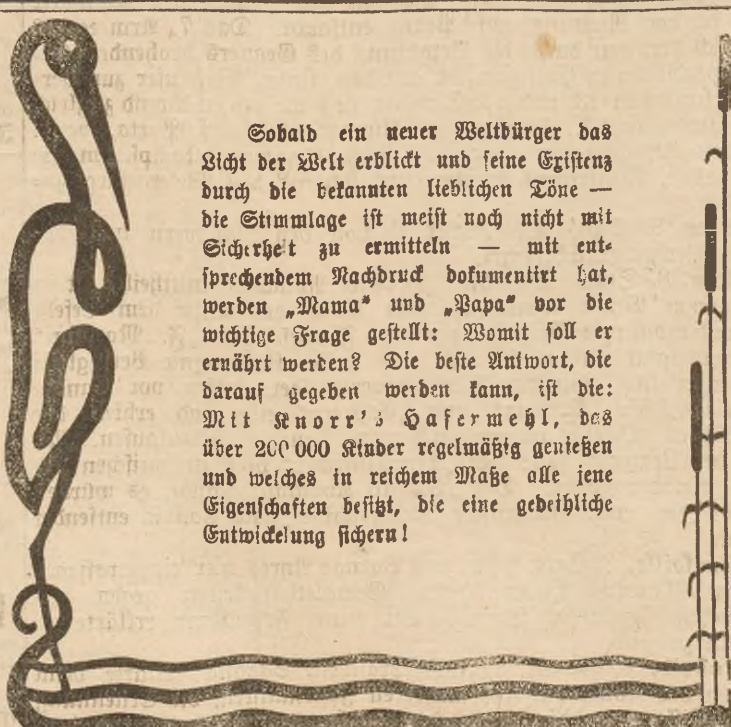 Sobald ein neuer Weltbürger das
Licht der Welt erblickt und seine Existenz
durch die bekannten lieblichen Töne —
die Stimmlage ist meist noch nicht mit
Sicherheit zu ermitteln — mit ent-
sprechendem Nachdruck dokumentirt hat,
werden „Mama“ und „Papa“ vor die
wichtige Frage gestellt: Womit soll er
ernährt werden? Die beste Antwort, die
darauf gegeben werden kann, ist die:
Mit Knorr's Hafermehl, das
über 200 000 Kinder regelmäßig genießen
und welches in reichem Maße alle jene
Eigenschaften besitzt, die eine gedeihliche
Entwickelung sichern!